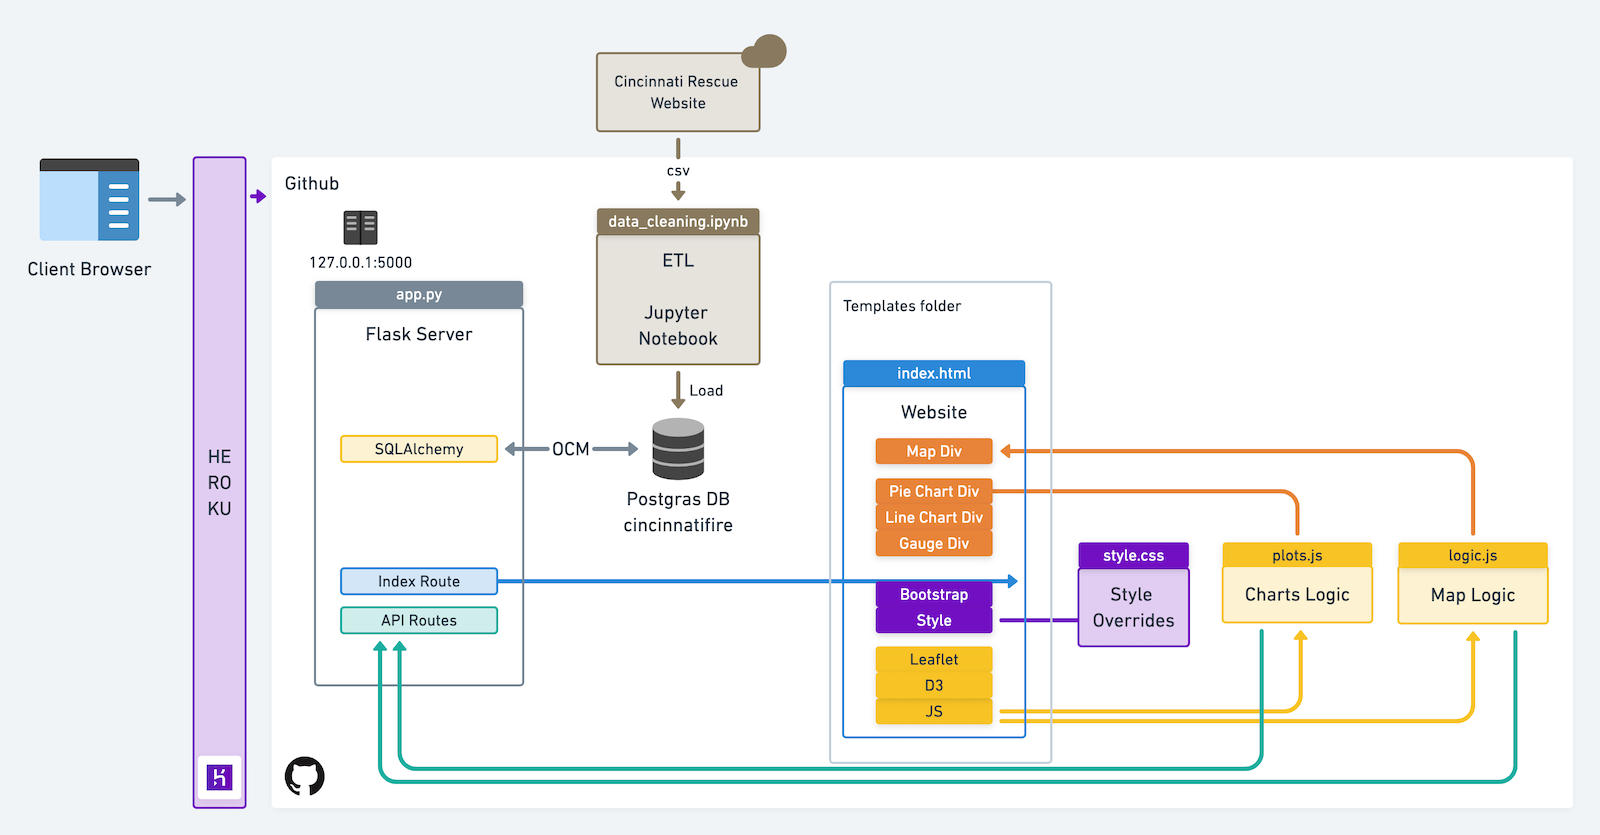 Cincinnati Rescue
Website
csv
Client Browser
HE
RO
KU
Github
127.0.0.1:5000
app.py
Flask Server
SQLAlchemy
Index Route
API Routes
data_cleaning.ipynb
ETL
Jupyter
Notebook
Load
OCM
Postgras DB
cincinnatifire
Templates folder
index.html
Website
Map Div
Pie Chart Div
Line Chart Div
Gauge Div
Bootstrap
Style
Leaflet
D3
JS
style.css
Style
Overrides
plots.js
Charts Logic
logic.js
Map Logic